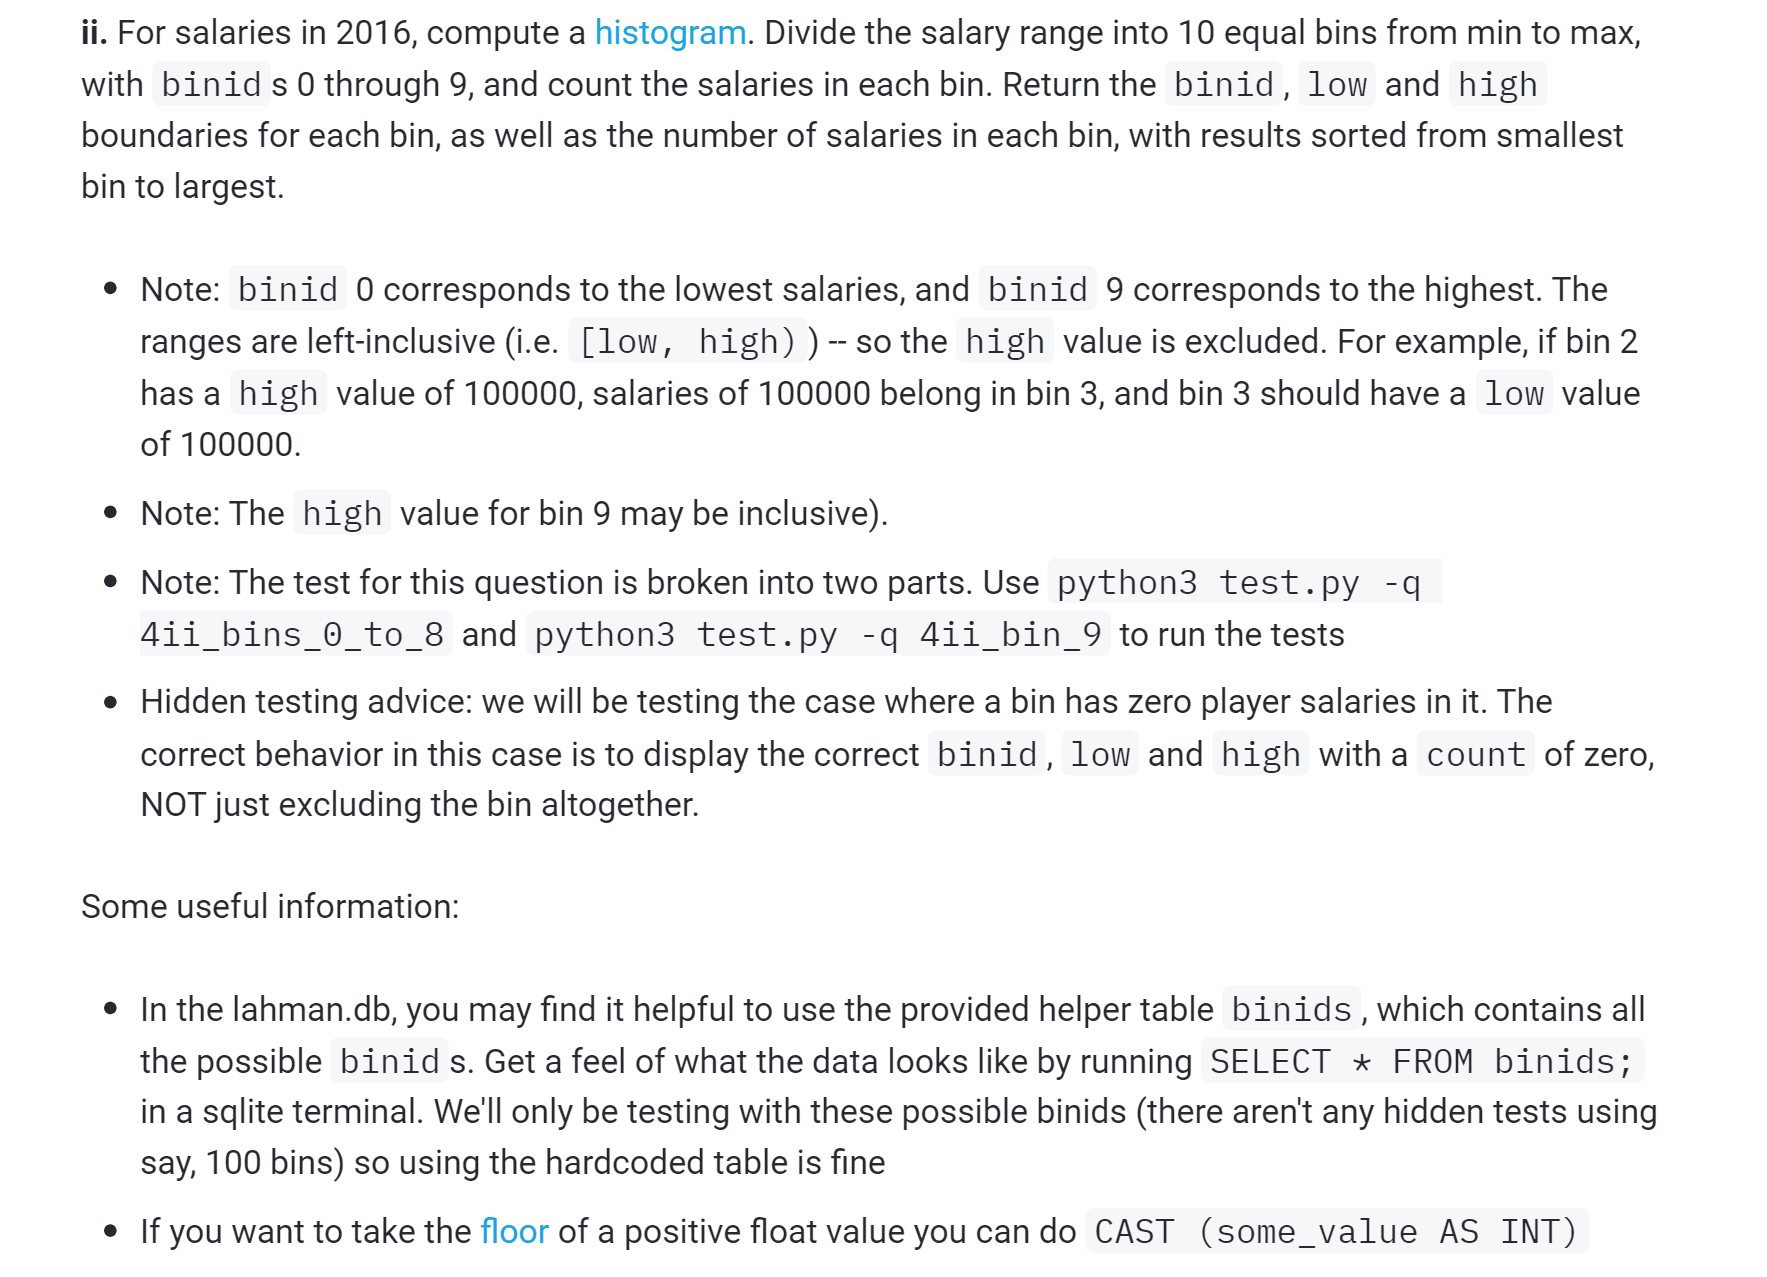 ii. For salaries in 2016, compute a histogram. Divide the salary range into 10 equal bins from min to max,
with binid s 0 through 9, and count the salaries in each bin. Return the binid, low and high
boundaries for each bin, as well as the number of salaries in each bin, with results sorted from smallest
bin to largest.
• Note: binid 0 corresponds to the lowest salaries, and binid 9 corresponds to the highest. The
ranges are left-inclusive (i.e. [low, high) ) -- so the high value is excluded. For example, if bin 2
has a high value of 100000, salaries of 100000 belong in bin 3, and bin 3 should have a low value
of 100000.
• Note: The high value for bin 9 may be inclusive).
• Note: The test for this question is broken into two parts. Use python3 test.py -q
4ii_bins_0_to_8 and python3 test.py -q 4ii_bin_9 to run the tests
• Hidden testing advice: we will be testing the case where a bin has zero player salaries in it. The
correct behavior in this case is to display the correct binid, low and high with a count of zero,
NOT just excluding the bin altogether.
Some useful information:
• In the lahman.db, you may find it helpful to use the provided helper table binids, which contains all
the possible binid s. Get a feel of what the data looks like by running SELECT * FROM binids;
in a sqlite terminal. We'll only be testing with these possible binids (there aren't any hidden tests using
say, 100 bins) so using the hardcoded table is fine
• If you want to take the floor of a positive float value you can do CAST (some_value AS INT)